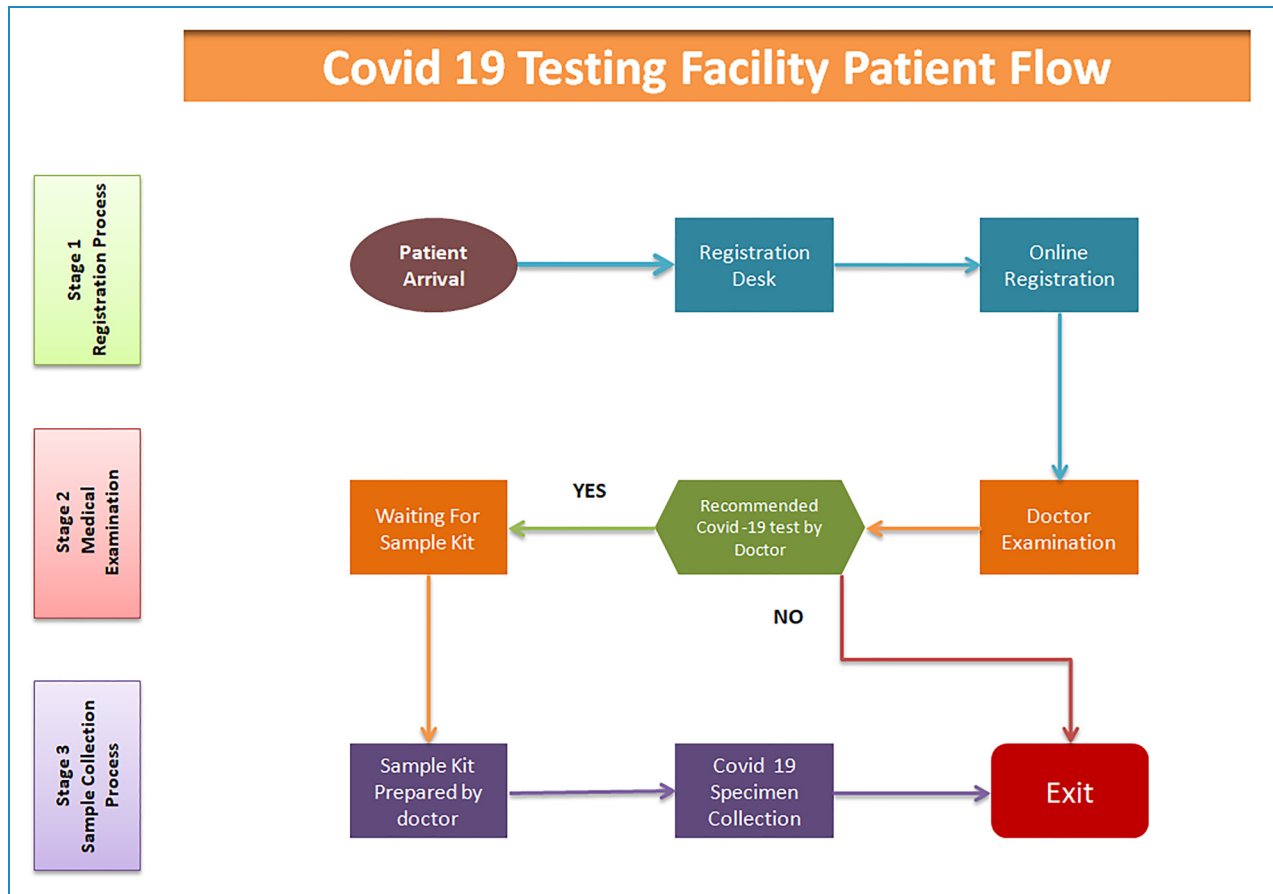 Covid 19 Testing Facility Patient Flow
Stage 1
Registration Process
Patient
Arrival
Registration
Desk
Online
Registration
Stage 2
Medical
Examination
Waiting For
Sample Kit
YES
Recommended
Covid -19 test by
Doctor
Doctor
Examination
NO
Stage 3
Sample Collection
Process
Sample Kit
Prepared by
doctor
Covid 19
Specimen
Collection
Exit